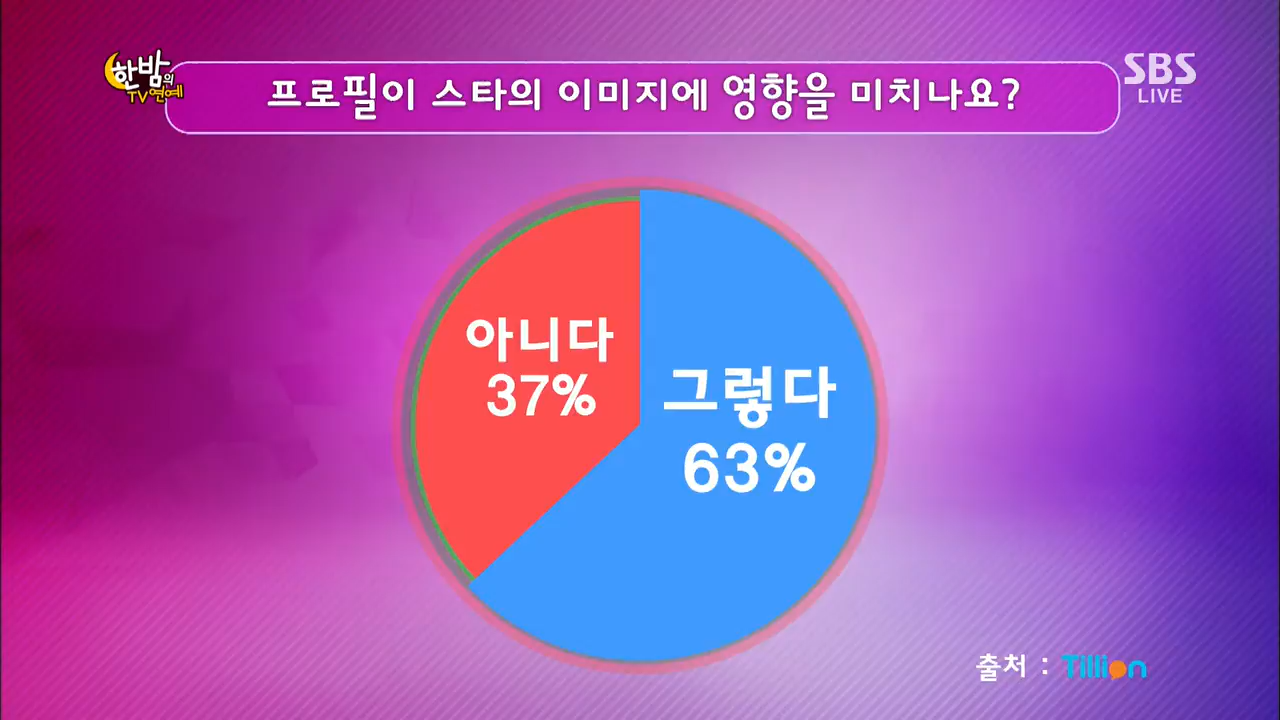 한밤의
TV연예
프로필이 스타의 이미지에 영향을 미치나요?
SBS
LIVE
아니다
37%
그렇다
63%
출처 : Tillion